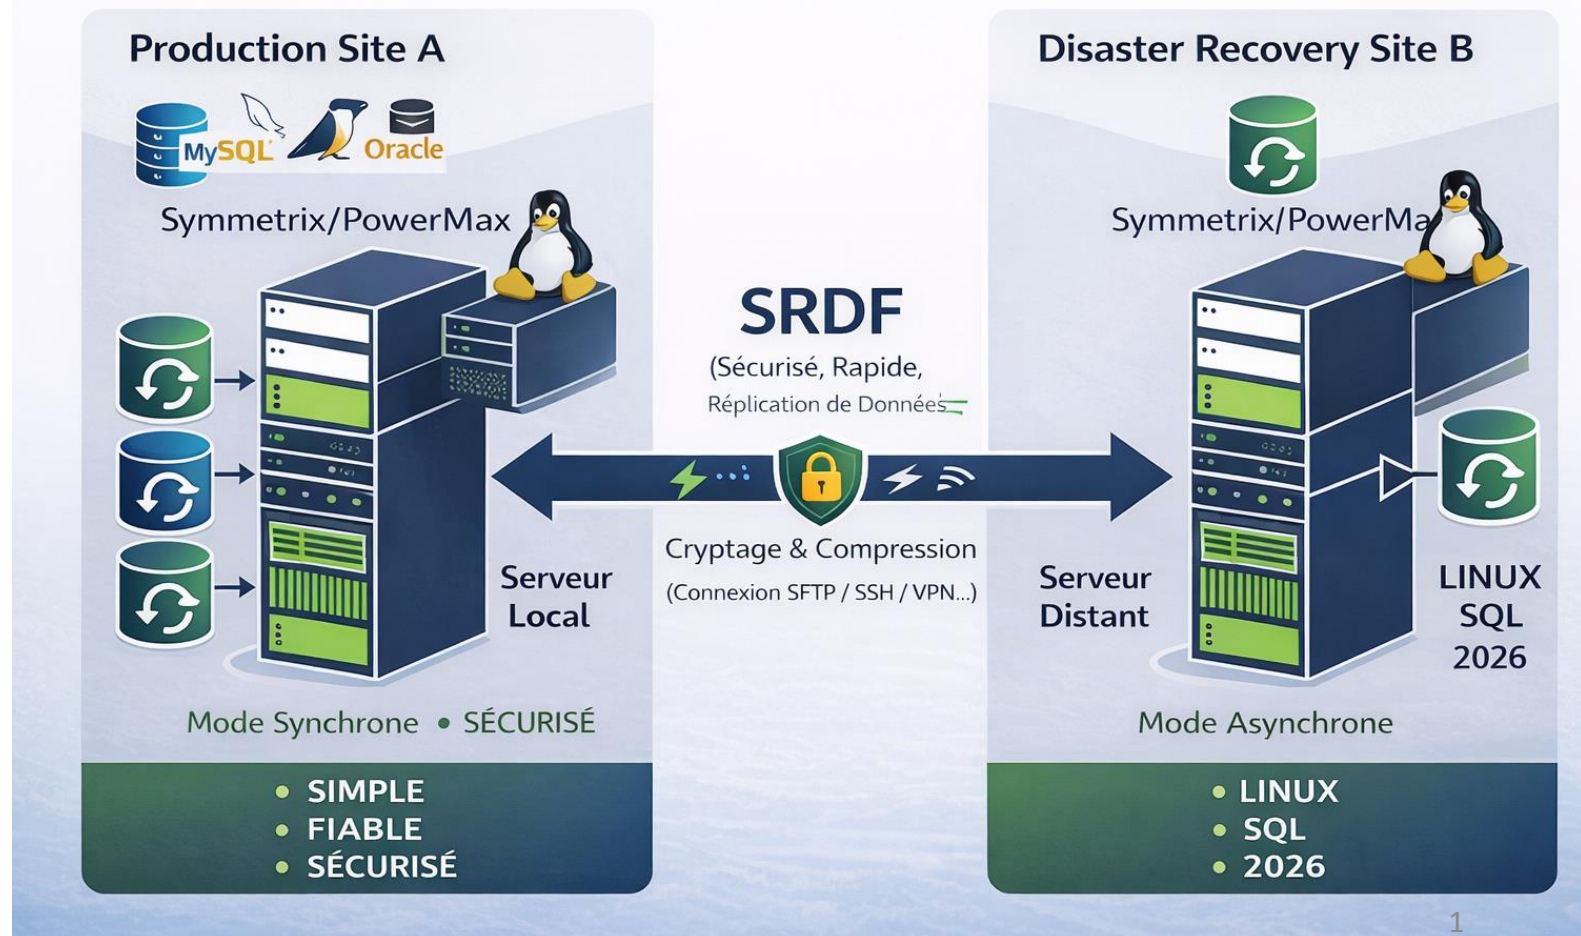 Production Site A
MySQL
Oracle
Symmetrix/PowerMax
Serveur
Local
Mode Synchrone • SÉCURISÉ
• SIMPLE
• FIABLE
• SÉCURISÉ
SRDF
(Sécurisé, Rapide,
Réplication de Données
Cryptage & Compression
(Connexion SFTP / SSH / VPN...)
Disaster Recovery Site B
Symmetrix/PowerMa
Serveur
Distant
LINUX
SQL
2026
Mode Asynchrone
• LINUX
• SQL
• 2026
1